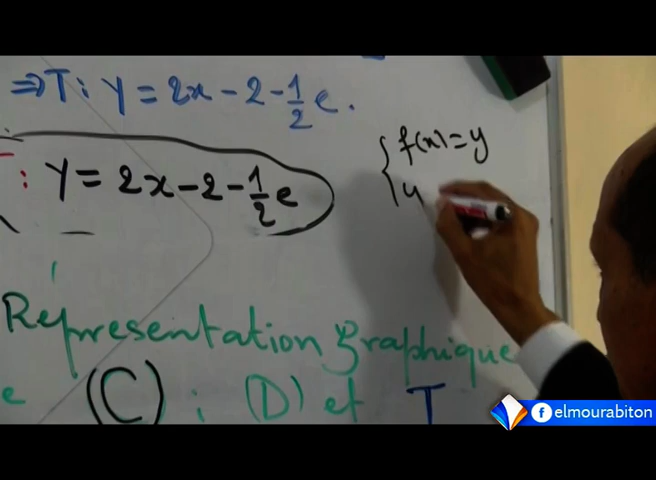 ⇒T: Y = 2x - 2 - 1/2 e.
: Y = 2x - 2 - 1/2 e
{ f(x) = y
y
Representation graphique
e (C) ; (D) et T
elmourabiton